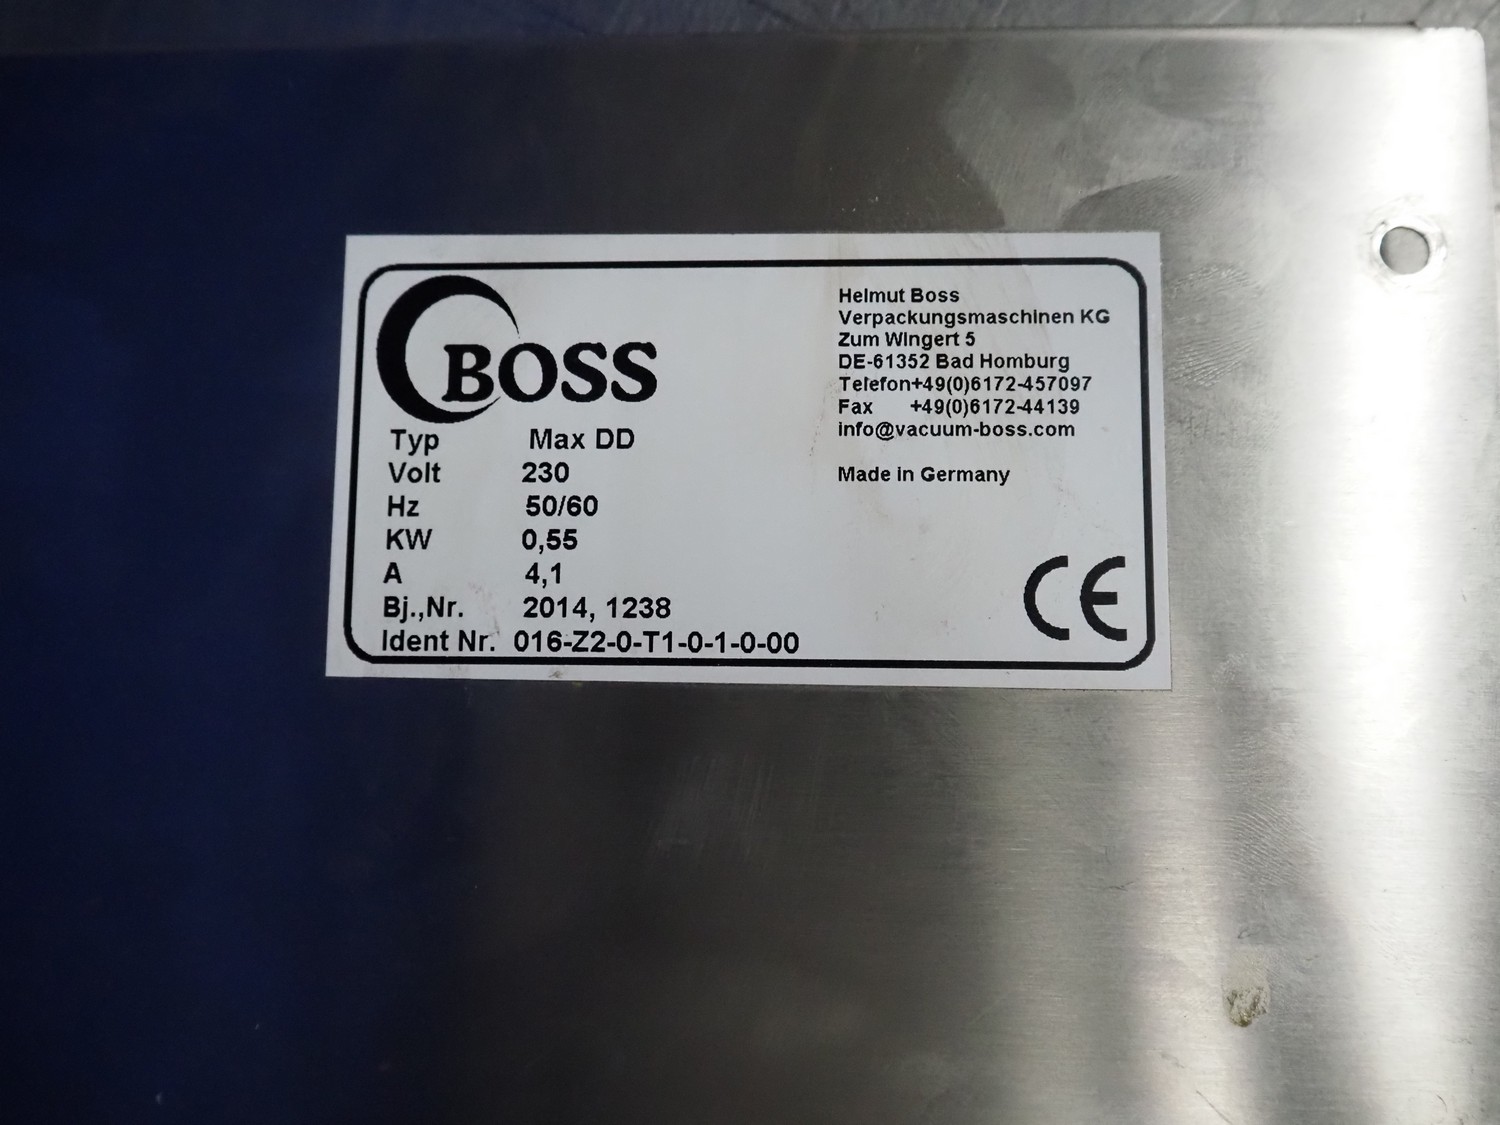 BOSS
Typ Max DD
Volt 230
Hz 50/60
KW 0,55
A 4,1
Bj.,Nr. 2014, 1238
Ident Nr. 016-Z2-0-T1-0-1-0-00
Helmut Boss
Verpackungsmaschinen KG
Zum Wingert 5
DE-61352 Bad Homburg
Telefon+49(0)6172-457097
Fax +49(0)6172-44139
info@vacuum-boss.com
Made in Germany
CE